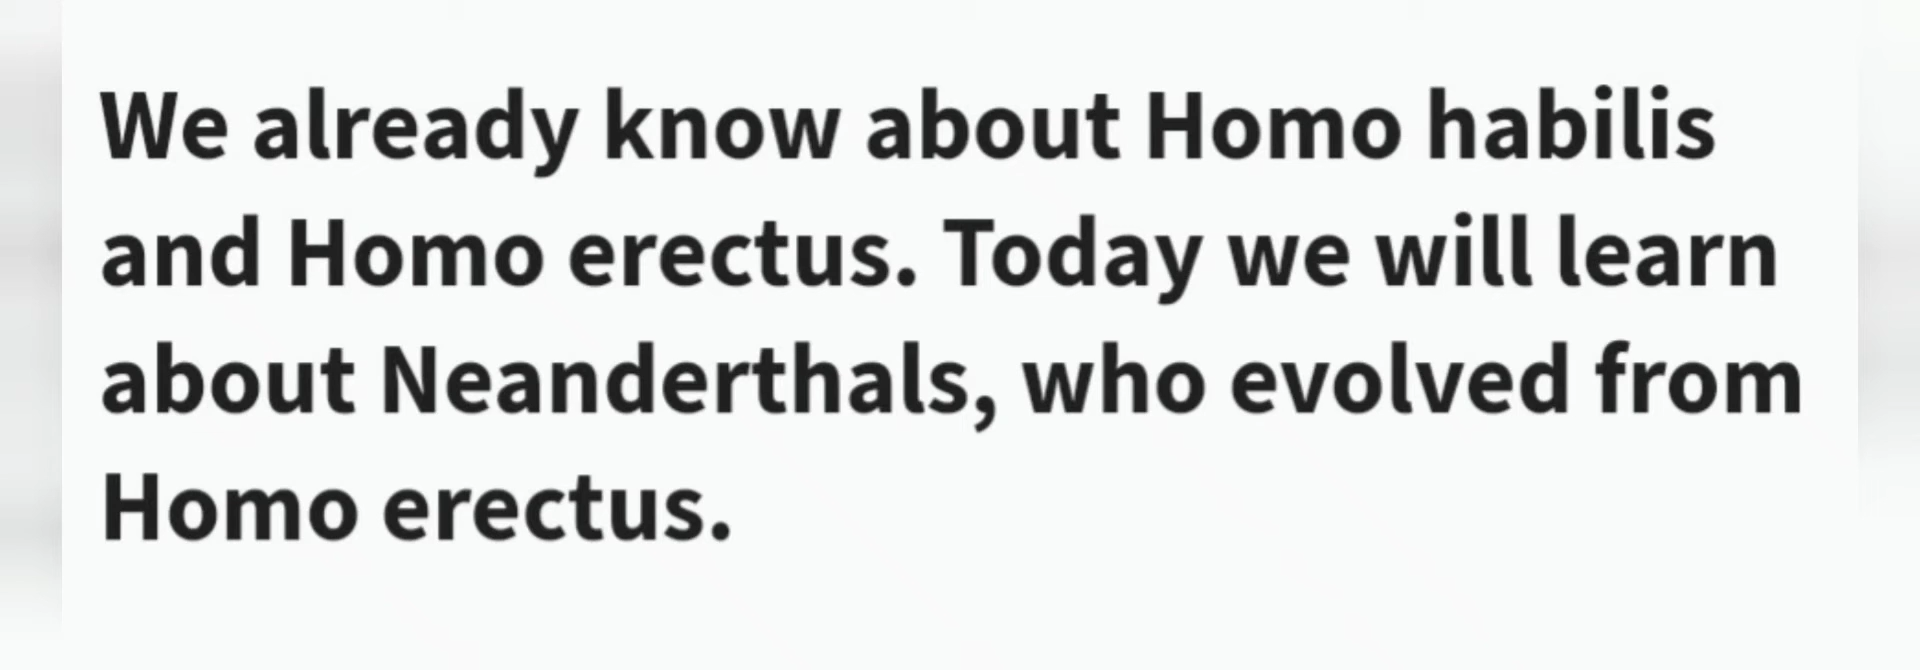 We already know about Homo habilis
and Homo erectus. Today we will learn
about Neanderthals, who evolved from
Homo erectus.